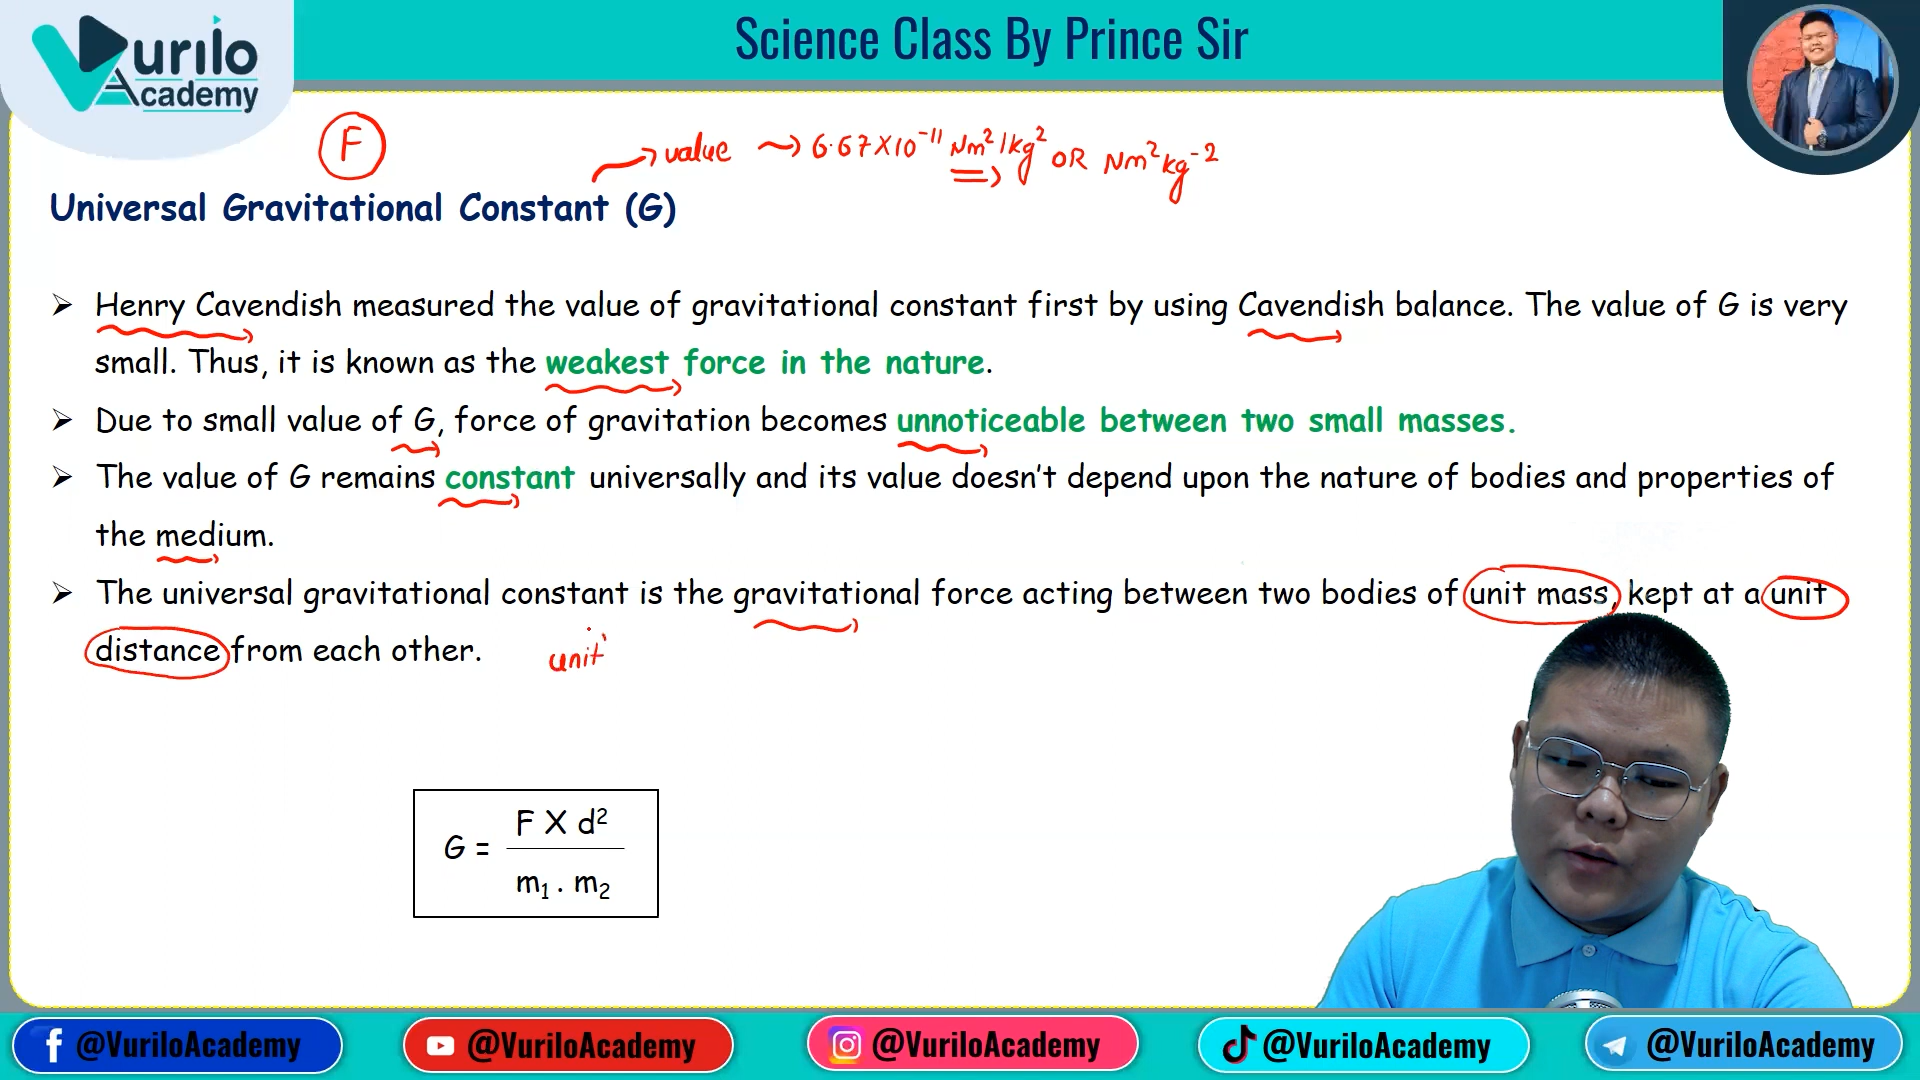 Vurilo
Academy
Science Class By Prince Sir
F
value 6.67X10⁻¹¹ Nm²/kg² OR Nm²kg⁻²
Universal Gravitational Constant (G)
➢ Henry Cavendish measured the value of gravitational constant first by using Cavendish balance. The value of G is very
small. Thus, it is known as the weakest force in the nature.
➢ Due to small value of G, force of gravitation becomes unnoticeable between two small masses.
➢ The value of G remains constant universally and its value doesn't depend upon the nature of bodies and properties of
the medium.
➢ The universal gravitational constant is the gravitational force acting between two bodies of unit mass, kept at a unit
distance from each other.
unit
F X d²
G =
m₁ . m₂
@VuriloAcademy
@VuriloAcademy
@VuriloAcademy
@VuriloAcademy
@VuriloAcademy